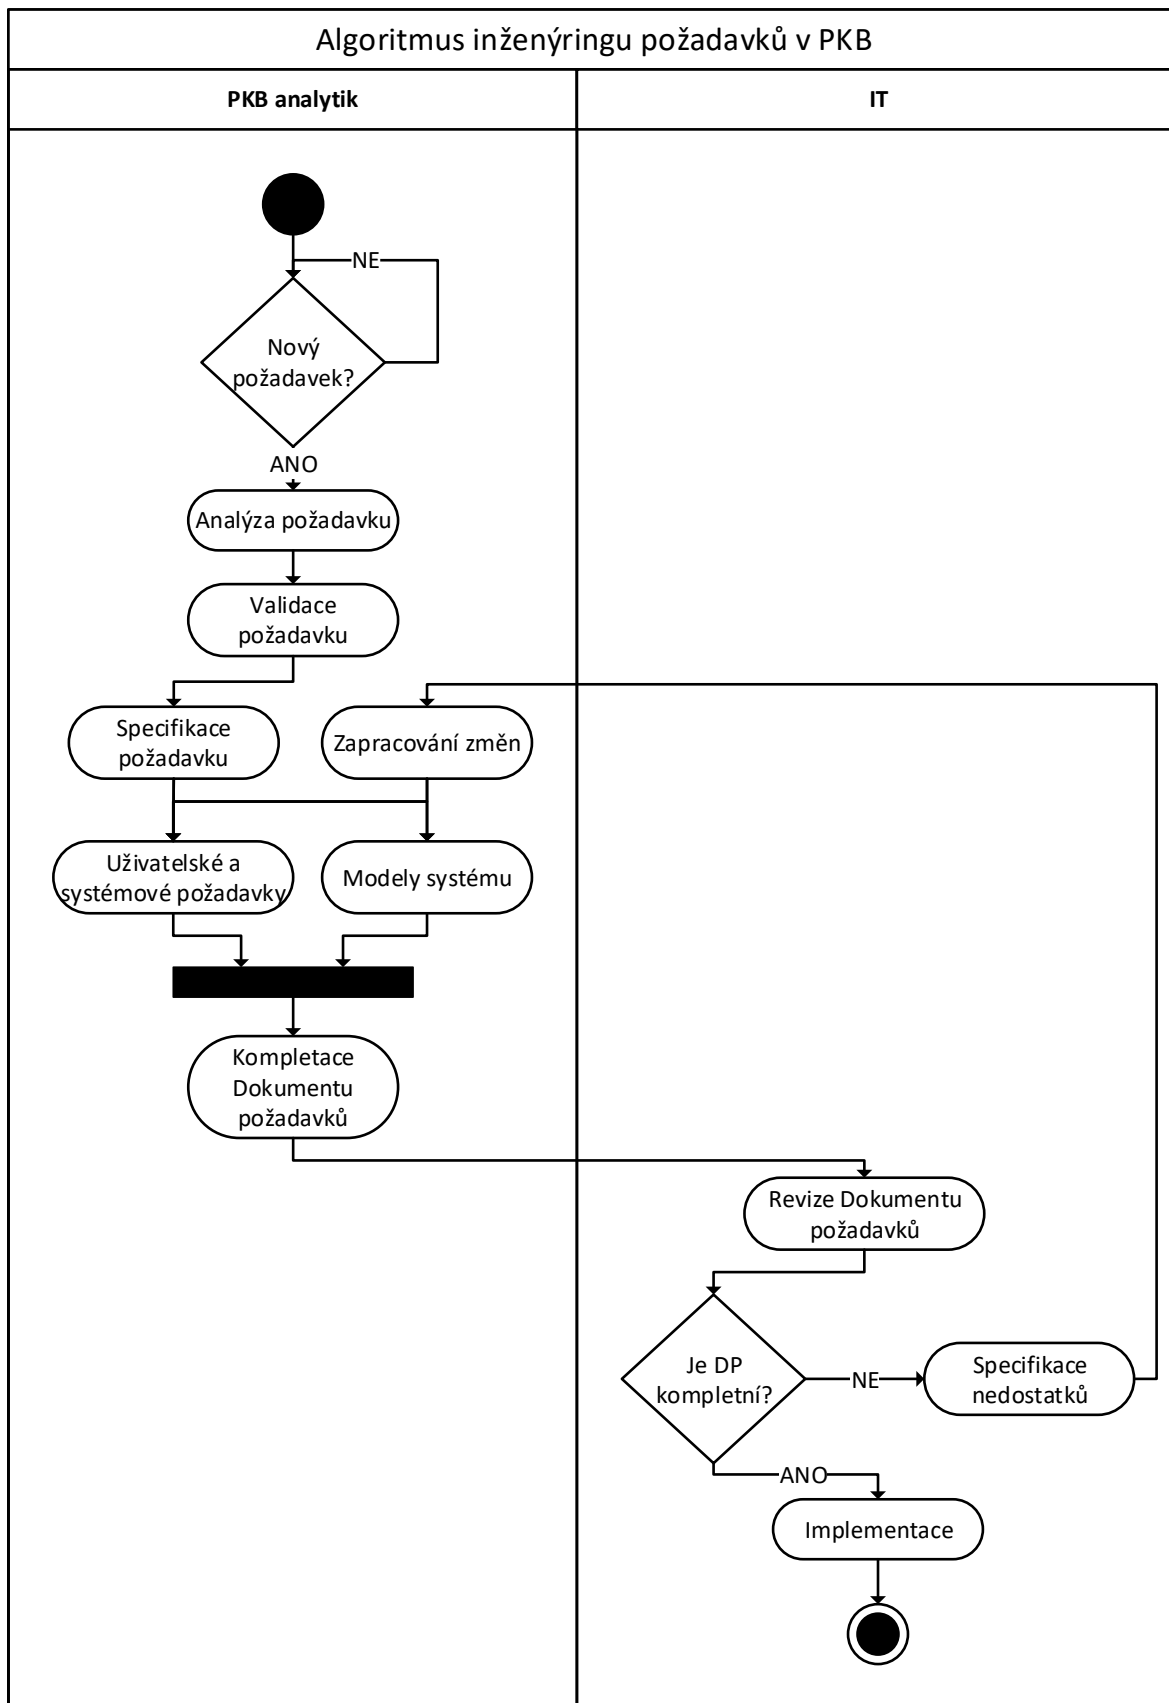 Algoritmus inženýringu požadavků v PKB
PKB analytik
IT
NE
Nový
požadavek?
ANO
Analýza požadavku
Validace
požadavku
Specifikace
požadavku
Zapracování změn
Uživatelské a
systémové požadavky
Modely systému
Kompletace
Dokumentu
požadavků
Revize Dokumentu
požadavků
Je DP
kompletní?
NE
Specifikace
nedostatků
ANO
Implementace